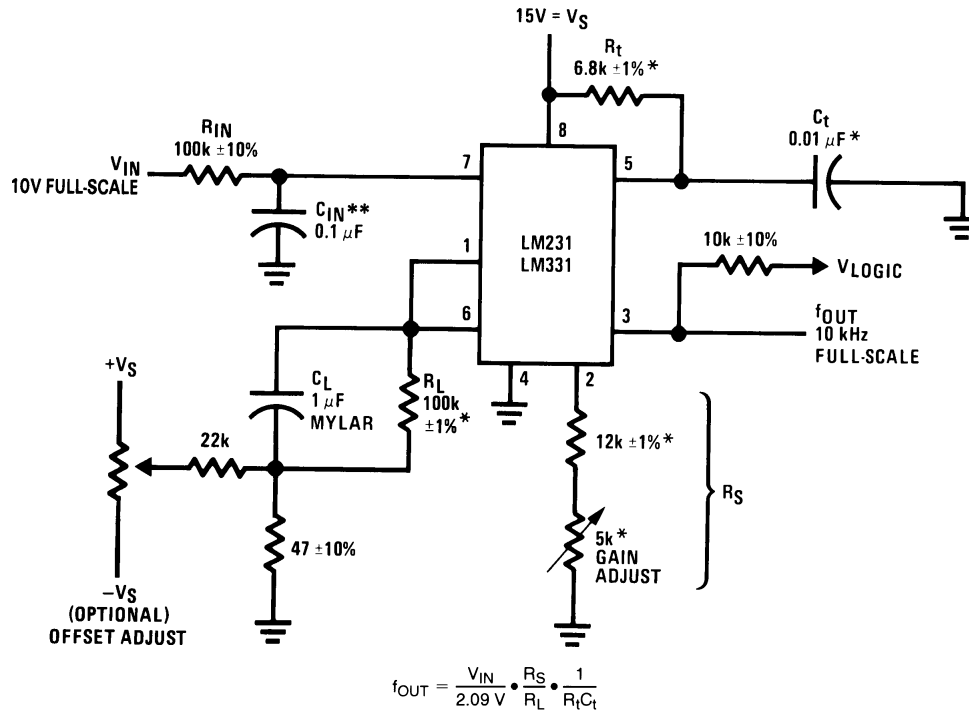 15V = VS
Rt
6.8k ±1% *
8
Ct
0.01 µF *
RIN
100k ±10%
VIN
10V FULL-SCALE
7
5
CIN**
0.1 µF
1
LM231
LM331
10k ±10%
VLOGIC
6
3
fOUT
10 kHz
FULL-SCALE
4
2
+VS
CL
1 µF
MYLAR
RL
100k
±1% *
22k
12k ±1% *
RS
47 ±10%
5k*
GAIN
ADJUST
−VS
(OPTIONAL)
OFFSET ADJUST
fOUT = VIN/2.09 V • RS/RL • 1/RtCt